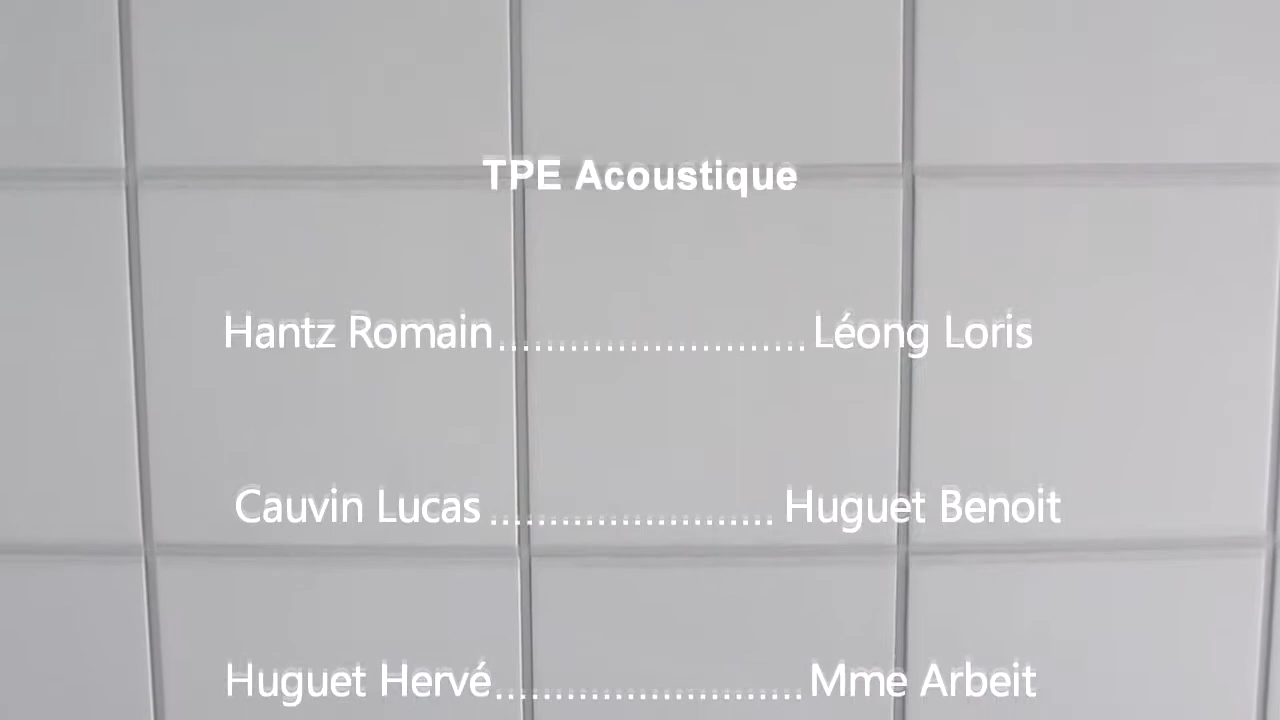 TPE Acoustique
Hantz Romain..........................Léong Loris
Cauvin Lucas ........................ Huguet Benoit
Huguet Hervé..........................Mme Arbeit